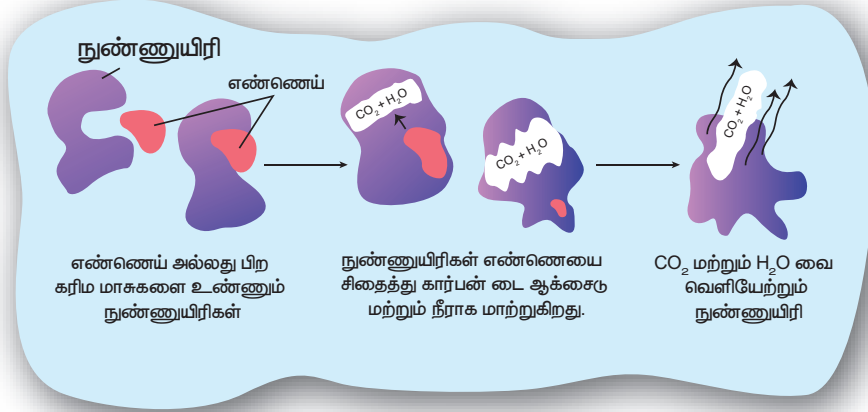 நுண்ணுயிரி
எண்ணெய்
CO₂ + H₂O
CO₂ + H₂O
CO₂ + H₂O
எண்ணெய் அல்லது பிற
கரிம மாசுகளை உண்ணும்
நுண்ணுயிரிகள்
நுண்ணுயிரிகள் எண்ணெயை
சிதைத்து கார்பன் டை ஆக்சைடு
மற்றும் நீராக மாற்றுகிறது.
CO₂ மற்றும் H₂O வை
வெளியேற்றும்
நுண்ணுயிரி